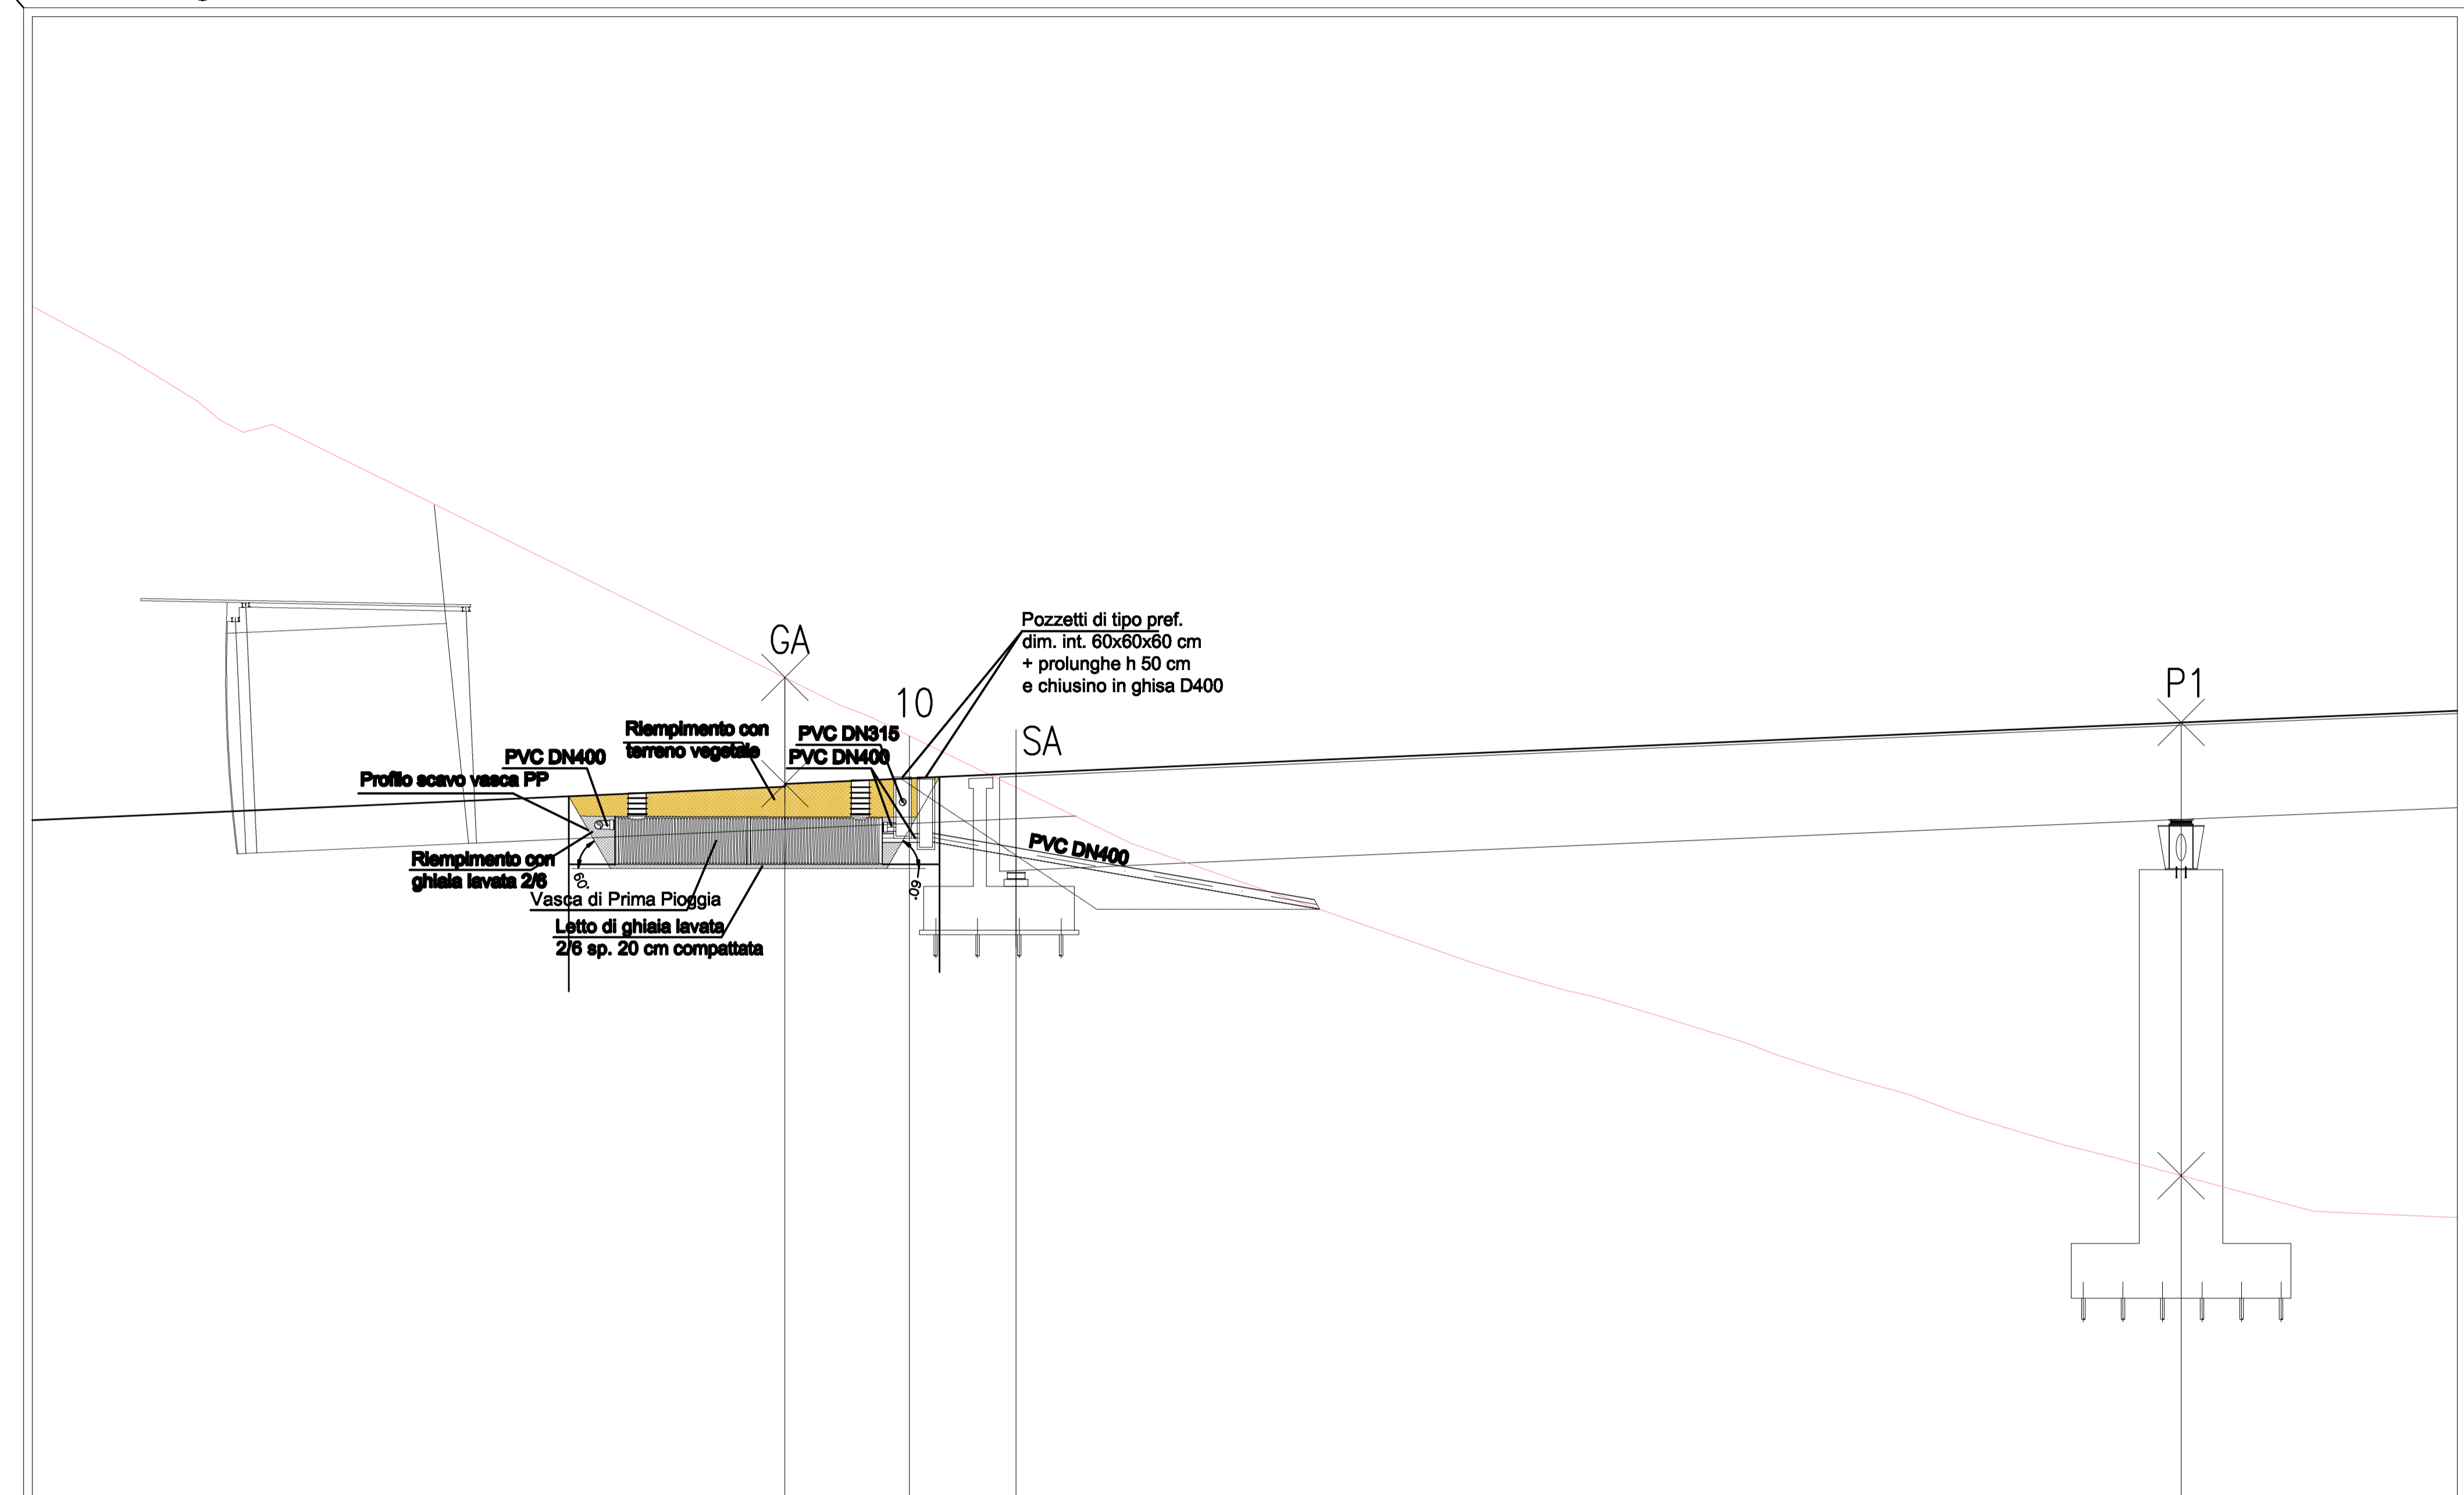 Pozzetti di tipo pref.
dim. int. 60x60x60 cm
+ prolunghe h 50 cm
e chiusino in ghisa D400
GA
10
P1
SA
Riempimento con
terreno vegetale
PVC DN315
PVC DN400
PVC DN400
Profilo scavo vasca PP
PVC DN400
Riempimento con
ghiaia lavata 2/6
60°
60°
Vasca di Prima Pioggia
Letto di ghiaia lavata
2/6 sp. 20 cm compattata